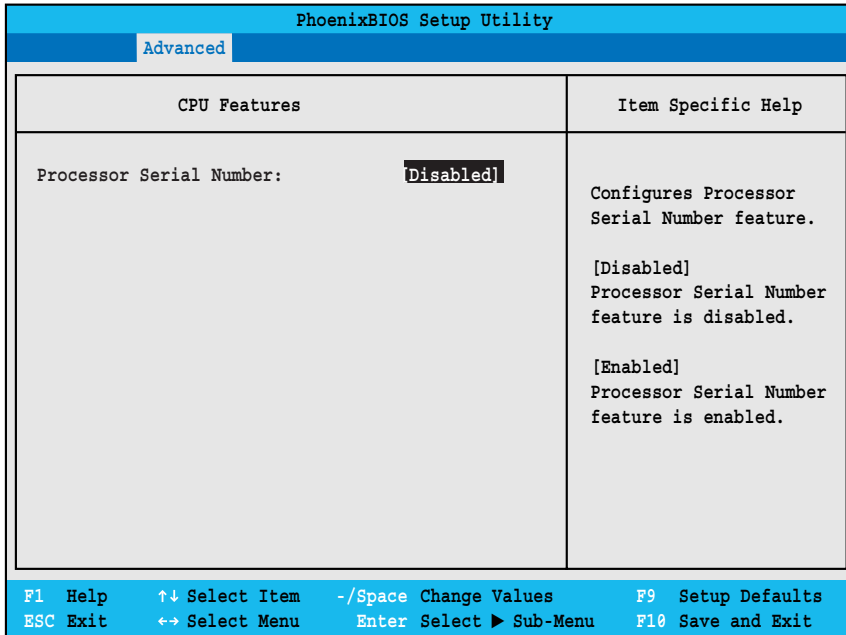 PhoenixBIOS Setup Utility
Advanced
CPU Features
Processor Serial Number: [Disabled]
Item Specific Help
Configures Processor
Serial Number feature.
[Disabled]
Processor Serial Number
feature is disabled.
[Enabled]
Processor Serial Number
feature is enabled.
F1 Help ↑↓ Select Item -/Space Change Values F9 Setup Defaults
ESC Exit ←→ Select Menu Enter Select ▶ Sub-Menu F10 Save and Exit